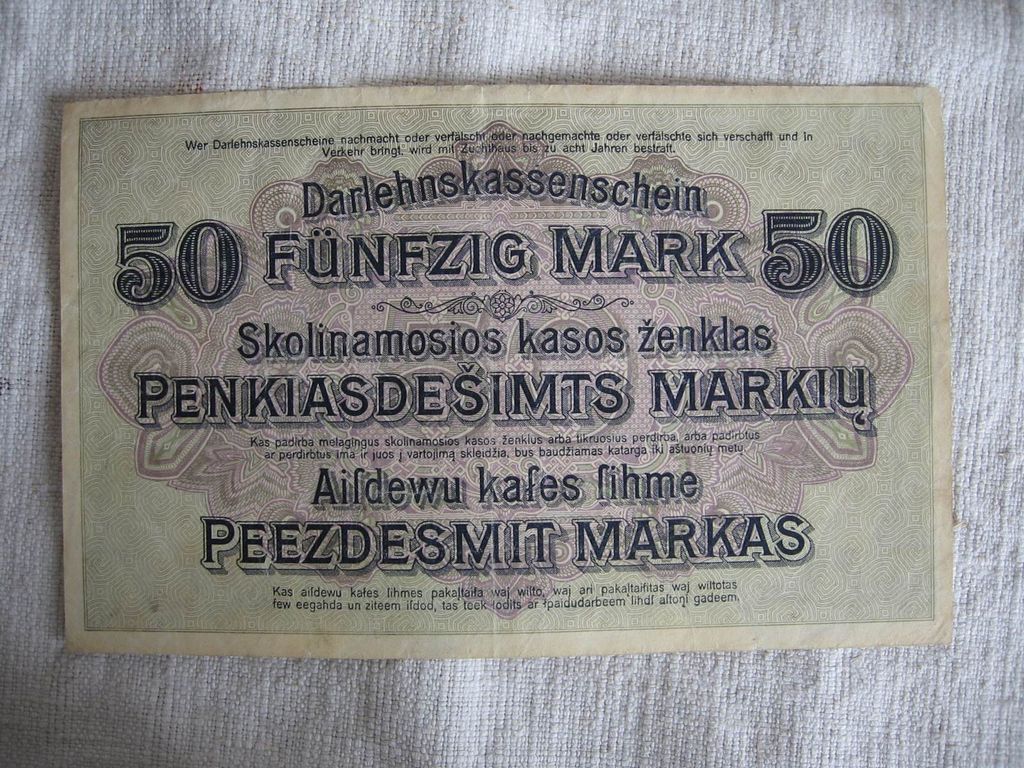 Wer Darlehnskassenscheine nachmacht oder verfälscht oder nachgemachte oder verfälschte sich verschafft und in
Verkehr bringt, wird mit Zuchthaus bis zu acht Jahren bestraft.
Darlehnskassenschein
50 FÜNFZIG MARK 50
Skolinamosios kasos ženklas
PENKIASDEŠIMTS MARKIŲ
Kas padirba melagingus skolinamosios kasos ženklus arba tikruosius perdirba, arba padirbtus
ar perdirbtus ima ir juos į vartojimą skleidžia, bus baudžiamas katarga iki aštuonių metų.
Aiſdewu kaſes ſihme
PEEZDESMIT MARKAS
Kas aiſdewu kaſes ſihmes pakaļtaiſa waj wilto, waj ari pakaļtaiſitas waj wiltotas
ſew eegahda un ziteem iſdod, tas teek ſodits ar ſpaidudarbeem lihdſ aſtoņi gadeem.